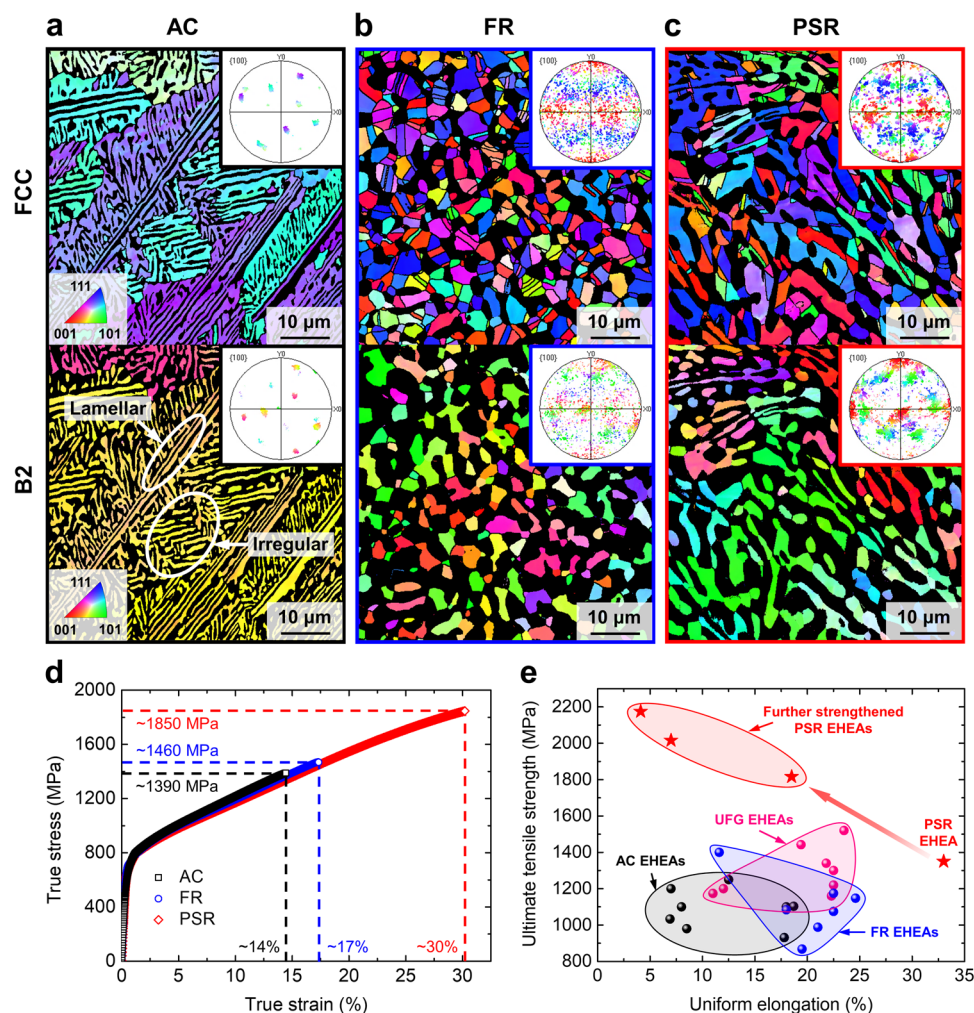 a AC
b FR
c PSR
FCC
{100} Y0 X0
111
001 101
10 µm
{100} Y0 X0
10 µm
{100} Y0 X0
10 µm
B2
{100} Y0 X0
Lamellar
Irregular
111
001 101
10 µm
{100} Y0 X0
10 µm
{100} Y0 X0
10 µm
d
True stress (MPa)
2000
1600
1200
800
400
0
~1850 MPa
~1460 MPa
~1390 MPa
AC
FR
PSR
~14%
~17%
~30%
0 5 10 15 20 25 30
True strain (%)
e
Ultimate tensile strength (MPa)
2200
2000
1800
1600
1400
1200
1000
800
Further strengthened
PSR EHEAs
UFG EHEAs
PSR
EHEA
AC EHEAs
FR EHEAs
0 5 10 15 20 25 30 35
Uniform elongation (%)